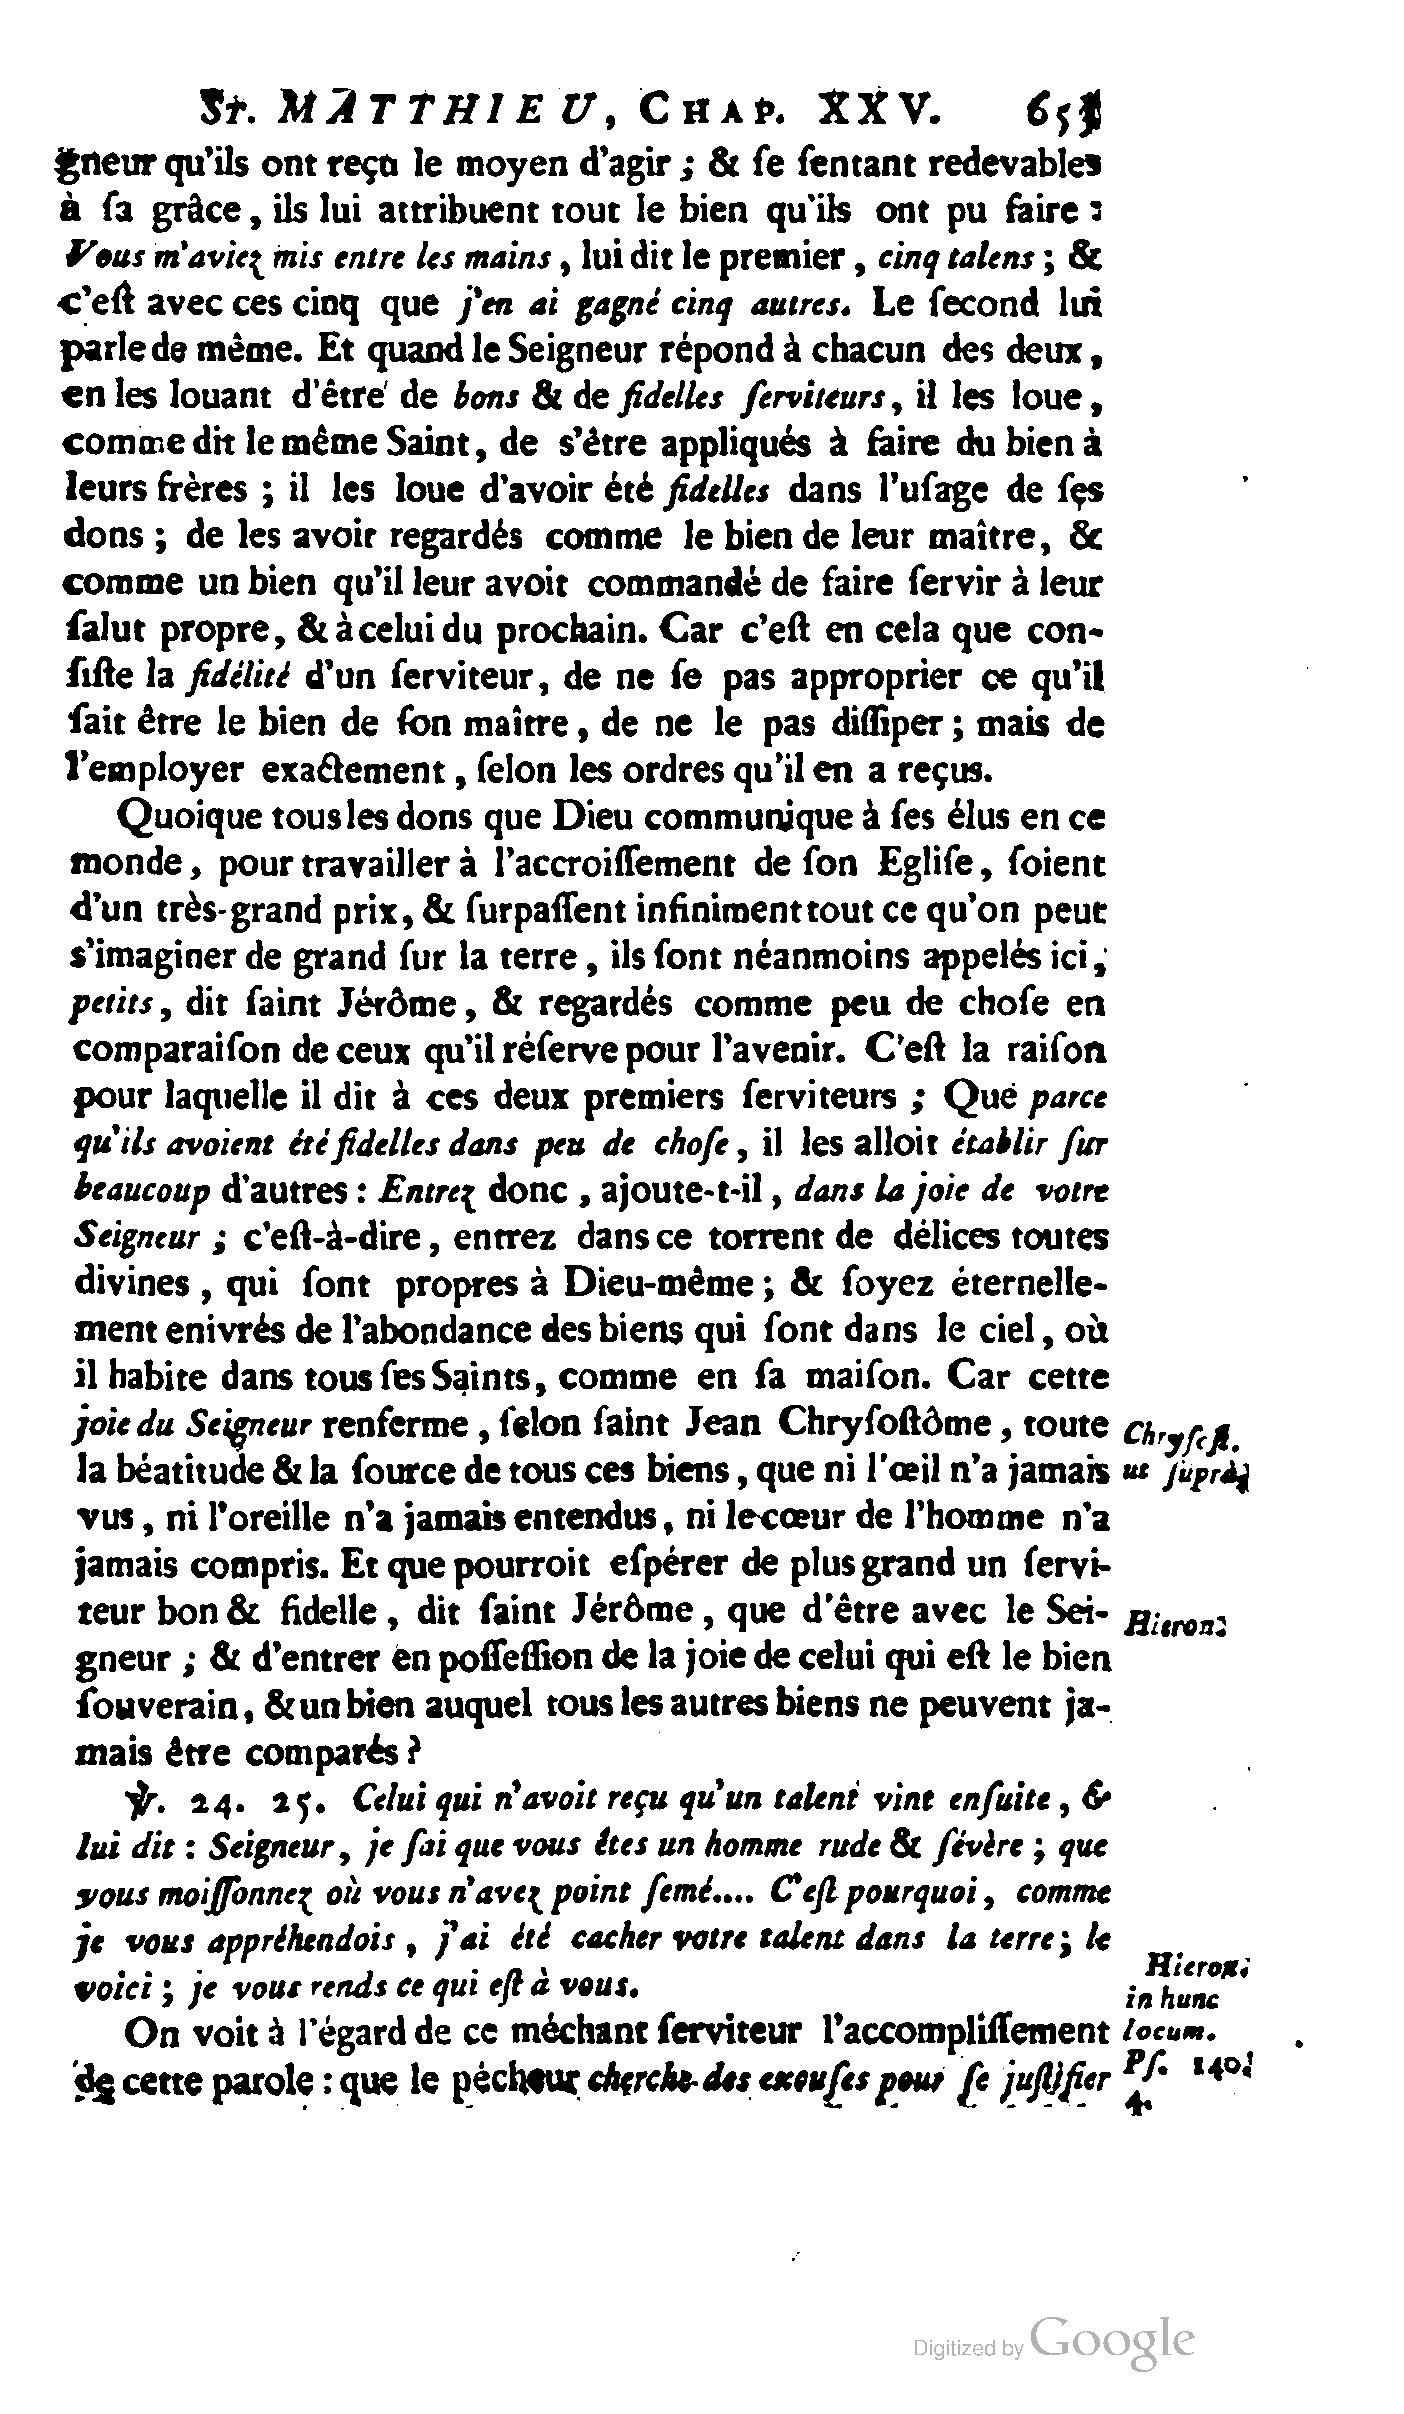 St. MATTHIEU, CHAP. XXV.
gneur qu'ils ont reçu le moyen d'agir ; & ſe ſentant redevables
à ſa grâce, ils lui attribuent tout le bien qu'ils ont pu faire :
Vous m'aviez mis entre les mains, lui dit le premier, cinq talens ; &
c'eſt avec ces cinq que j'en ai gagné cinq autres. Le ſecond lui
parle de même. Et quand le Seigneur répond à chacun des deux,
en les louant d'être de bons & de fidelles ſerviteurs, il les loue,
comme dit le même Saint, de s'être appliqués à faire du bien à
leurs frères ; il les loue d'avoir été fidelles dans l'uſage de ſes
dons ; de les avoir regardés comme le bien de leur maître, &
comme un bien qu'il leur avoit commandé de faire ſervir à leur
ſalut propre, & à celui du prochain. Car c'eſt en cela que con-
ſiſte la fidélité d'un ſerviteur, de ne ſe pas approprier ce qu'il
ſait être le bien de ſon maître, de ne le pas diſſiper ; mais de
l'employer exactement, ſelon les ordres qu'il en a reçus.
Quoique tous les dons que Dieu communique à ſes élus en ce
monde, pour travailler à l'accroiſſement de ſon Egliſe, ſoient
d'un très-grand prix, & ſurpaſſent infiniment tout ce qu'on peut
s'imaginer de grand ſur la terre, ils ſont néanmoins appelés ici,
petits, dit ſaint Jérôme, & regardés comme peu de choſe en
comparaiſon de ceux qu'il réſerve pour l'avenir. C'eſt la raiſon
pour laquelle il dit à ces deux premiers ſerviteurs ; Que parce
qu'ils avoient été fidelles dans peu de choſe, il les alloit établir ſur
beaucoup d'autres : Entrez donc, ajoute-t-il, dans la joie de votre
Seigneur ; c'eſt-à-dire, entrez dans ce torrent de délices toutes
divines, qui ſont propres à Dieu-même ; & ſoyez éternelle-
ment enivrés de l'abondance des biens qui ſont dans le ciel, où
il habite dans tous ſes Saints, comme en ſa maiſon. Car cette
joie du Seigneur renferme, ſelon ſaint Jean Chryſoſtôme, toute
Chryſoſt.
la béatitude & la ſource de tous ces biens, que ni l'œil n'a jamais
ut ſuprà,
vus, ni l'oreille n'a jamais entendus, ni le cœur de l'homme n'a
jamais compris. Et que pourroit eſpérer de plus grand un ſervi-
teur bon & fidelle, dit ſaint Jérôme, que d'être avec le Sei-
Hieron.
gneur ; & d'entrer en poſſeſſion de la joie de celui qui eſt le bien
ſouverain, & un bien auquel tous les autres biens ne peuvent ja-
mais être comparés ?
℣. 24. 25. Celui qui n'avoit reçu qu'un talent vint enſuite, &
lui dit : Seigneur, je ſai que vous êtes un homme rude & ſévère ; que
vous moiſſonnez où vous n'avez point ſemé.... C'eſt pourquoi, comme
je vous appréhendois, j'ai été cacher votre talent dans la terre ; le
voici ; je vous rends ce qui eſt à vous.
Hieron.
in hunc
On voit à l'égard de ce méchant ſerviteur l'accompliſſement
locum.
de cette parole : que le pécheur cherche des excuſes pour ſe juſtifier
Pſ. 140.
4.
Digitized by Google